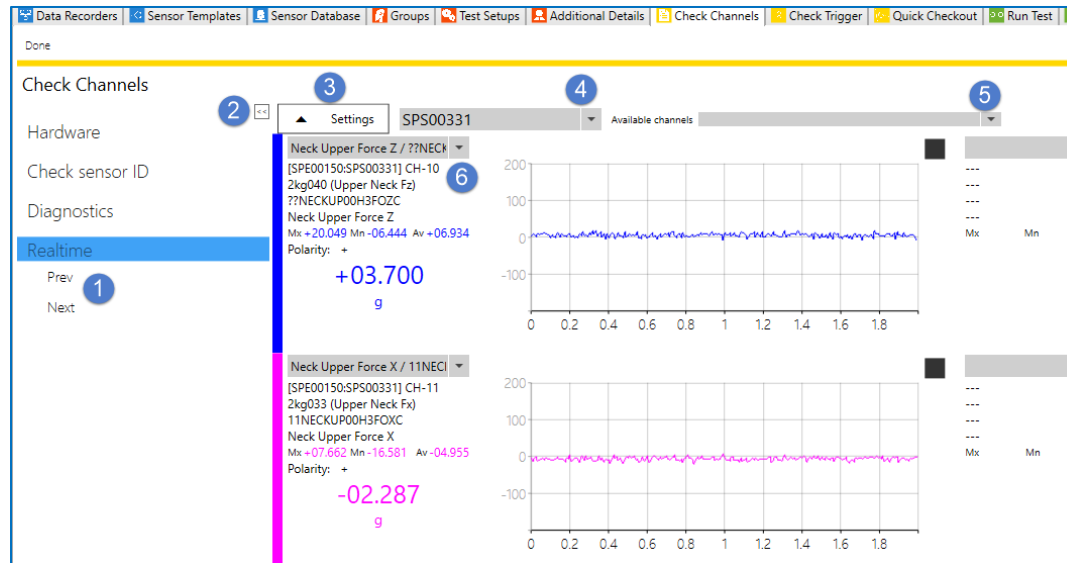 Data Recorders Sensor Templates Sensor Database Groups Test Setups Additional Details Check Channels Check Trigger Quick Checkout Run Test
Done
Check Channels
Hardware
Check sensor ID
Diagnostics
Realtime
Prev
Next
1
2
<<
3
Settings
SPS00331
4
Available channels
5
Neck Upper Force Z / ??NECK
[SPE00150:SPS00331] CH-10
6
2kg040 (Upper Neck Fz)
??NECKUP00H3FOZC
Neck Upper Force Z
Mx +20.049 Mn -06.444 Av +06.934
Polarity: +
+03.700
g
200
100
0
-100
0 0.2 0.4 0.6 0.8 1 1.2 1.4 1.6 1.8
---
---
---
---
Mx Mn
Neck Upper Force X / 11NECI
[SPE00150:SPS00331] CH-11
2kg033 (Upper Neck Fx)
11NECKUP00H3FOXC
Neck Upper Force X
Mx +07.662 Mn -16.581 Av -04.955
Polarity: +
-02.287
g
200
100
0
-100
0 0.2 0.4 0.6 0.8 1 1.2 1.4 1.6 1.8
---
---
---
---
Mx Mn